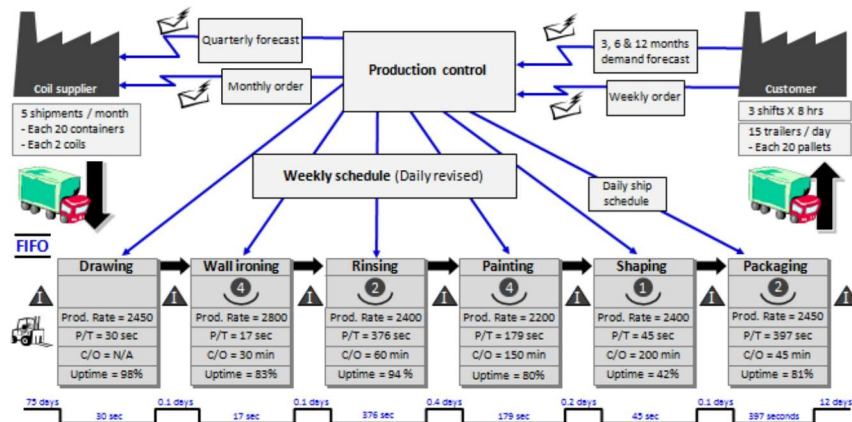 Quarterly forecast
Production control
3, 6 & 12 months
demand forecast
Coil supplier
Monthly order
Weekly order
Customer
5 shipments / month
- Each 20 containers
- Each 2 coils
3 shifts X 8 hrs
15 trailers / day
- Each 20 pallets
Weekly schedule (Daily revised)
Daily ship
schedule
FIFO
Drawing
Wall ironing
Rinsing
Painting
Shaping
Packaging
4
2
4
1
2
I
I
I
I
I
I
I
Prod. Rate = 2450
Prod. Rate = 2800
Prod. Rate = 2400
Prod. Rate = 2200
Prod. Rate = 2400
Prod. Rate = 2450
P/T = 30 sec
P/T = 17 sec
P/T = 376 sec
P/T = 179 sec
P/T = 45 sec
P/T = 397 sec
C/O = N/A
C/O = 30 min
C/O = 60 min
C/O = 150 min
C/O = 200 min
C/O = 45 min
Uptime = 98%
Uptime = 83%
Uptime = 94 %
Uptime = 80%
Uptime = 42%
Uptime = 81%
75 days
0.1 days
0.1 days
0.4 days
0.2 days
0.1 days
12 days
30 sec
17 sec
376 sec
179 sec
45 sec
397 seconds